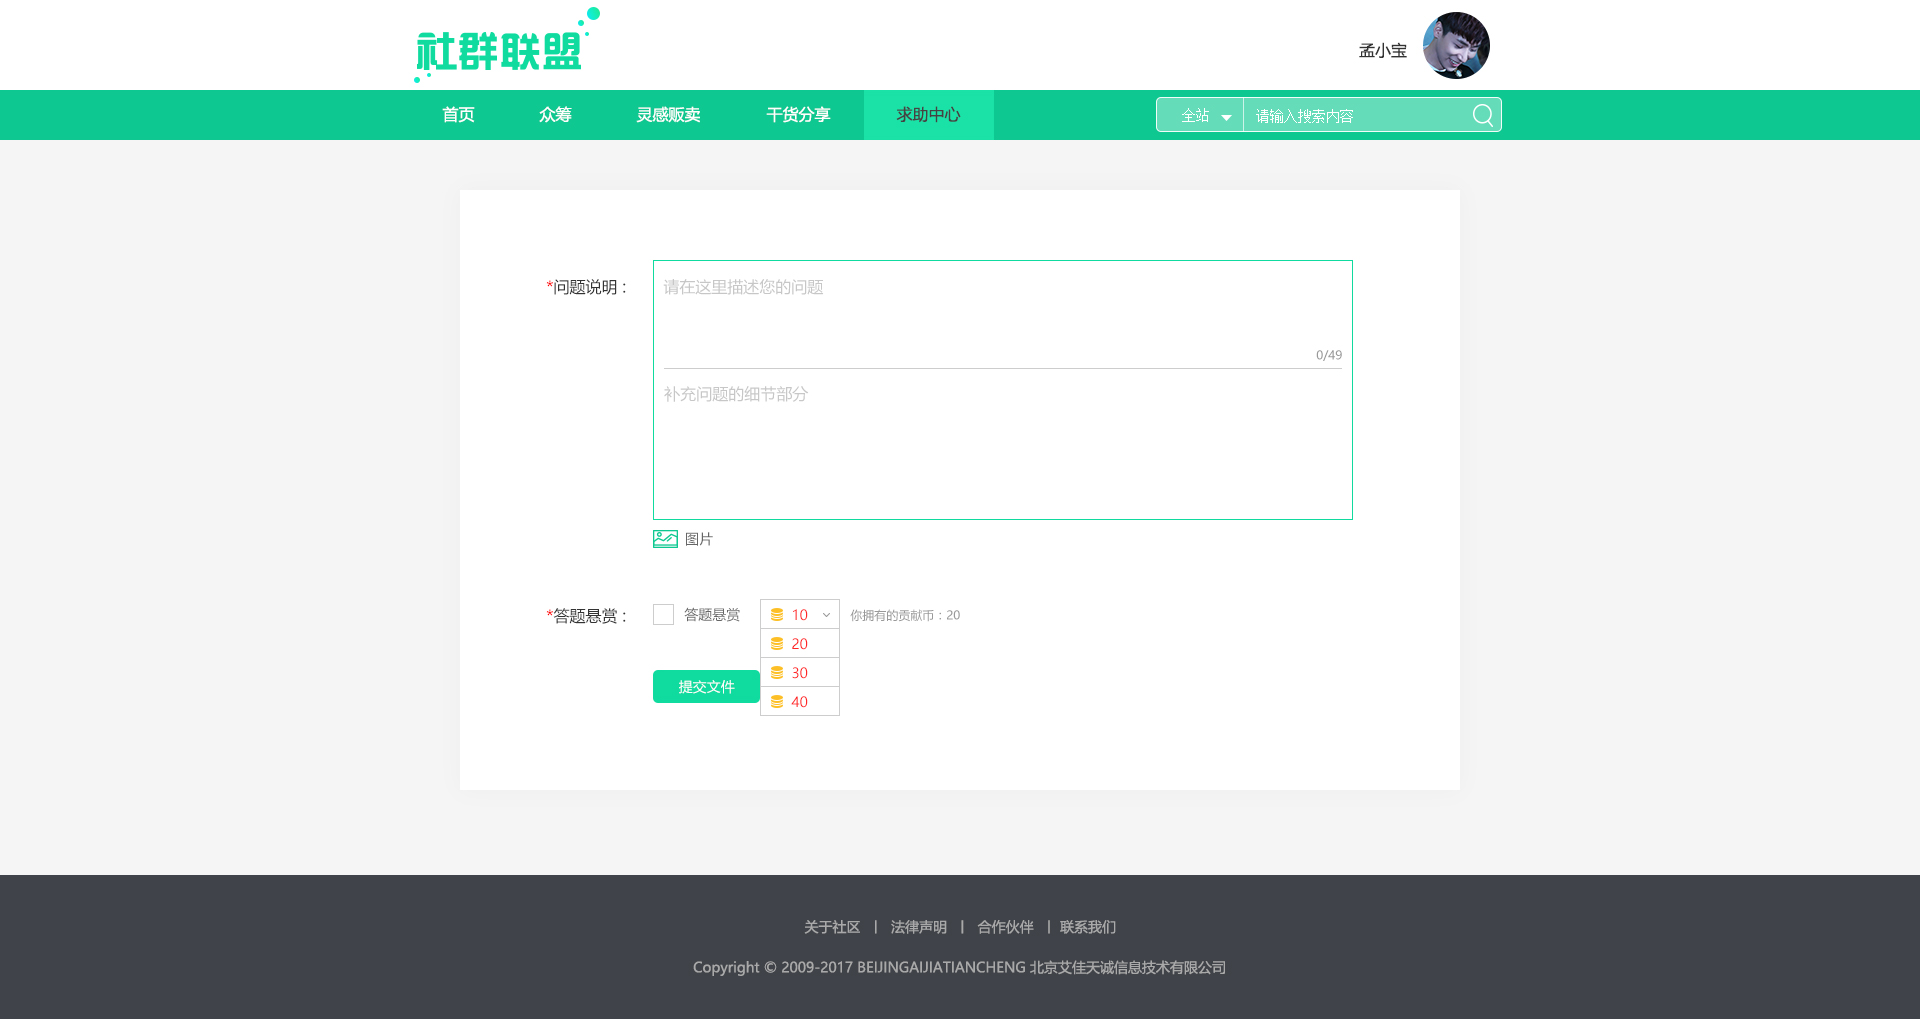 社群联盟
孟小宝
首页 众筹 灵感贩卖 干货分享 求助中心 全站 请输入搜索内容
*问题说明：
请在这里描述您的问题
0/49
补充问题的细节部分
图片
*答题悬赏： 答题悬赏 10 你拥有的贡献币：20
20
30
提交文件
40
关于社区 | 法律声明 | 合作伙伴 | 联系我们
Copyright © 2009-2017 BEIJINGAIJIATIANCHENG 北京艾佳天诚信息技术有限公司